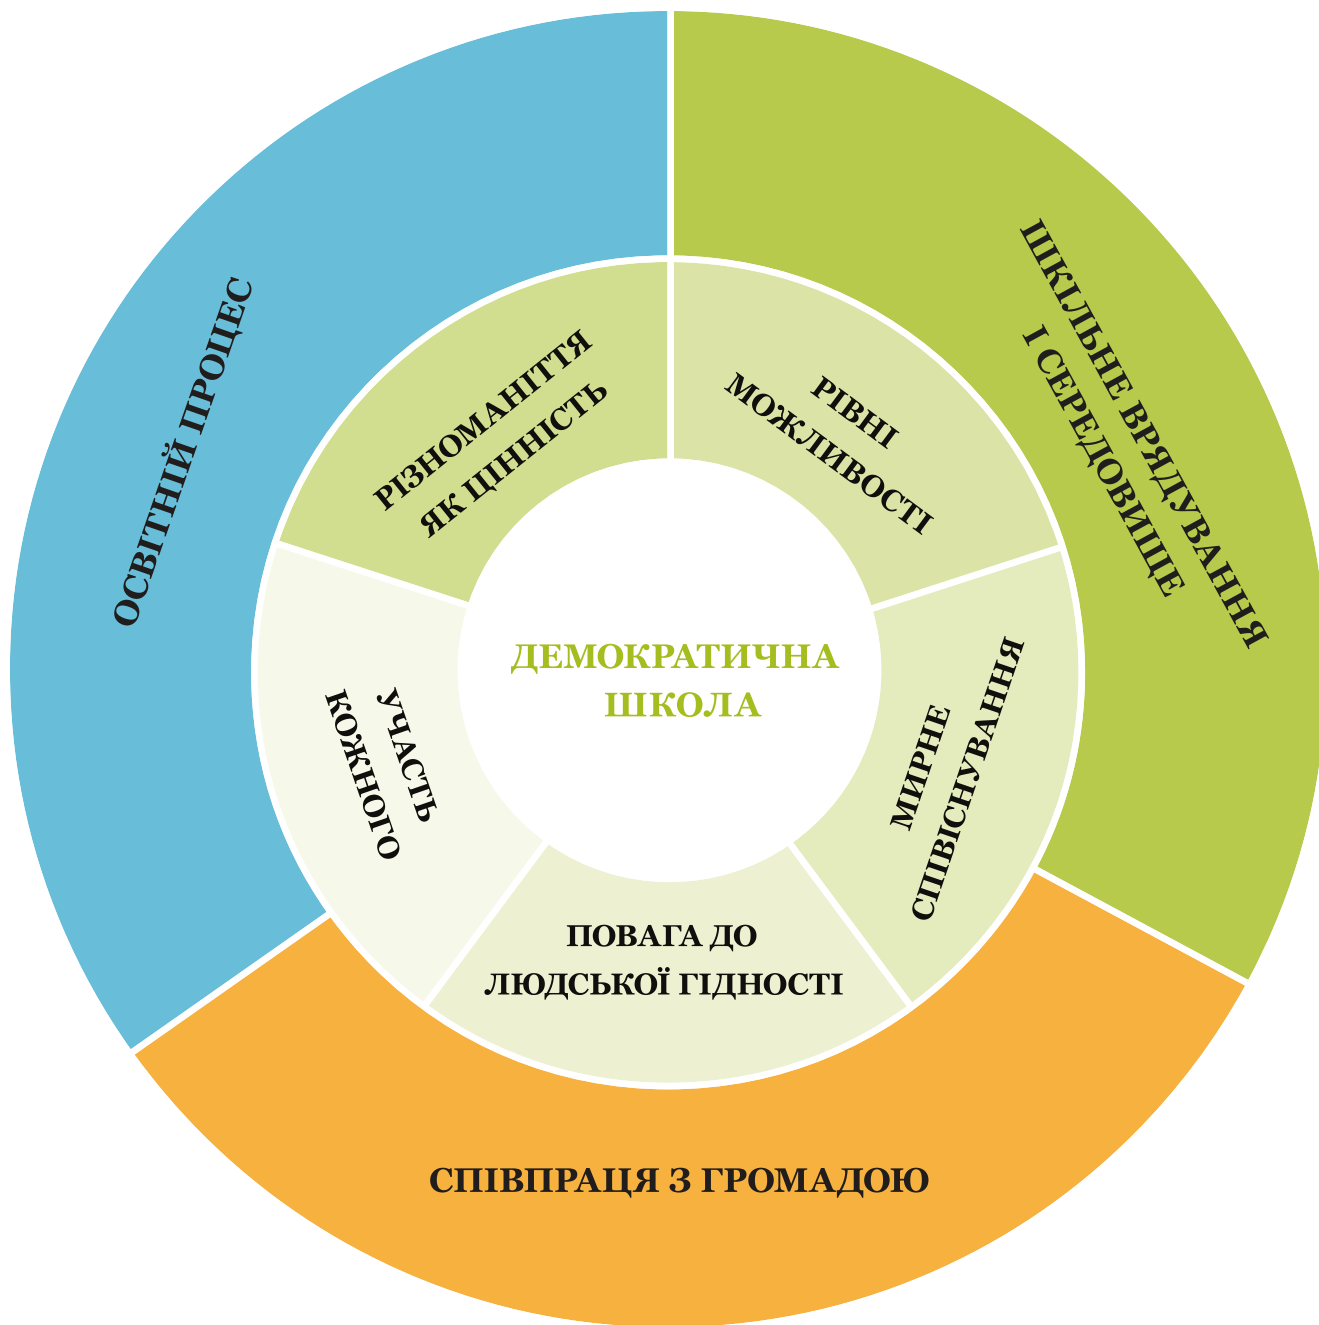 ОСВІТНІЙ ПРОЦЕС
ШКІЛЬНЕ ВРЯДУВАННЯ
І СЕРЕДОВИЩЕ
РІЗНОМАНІТТЯ
ЯК ЦІННІСТЬ
РІВНІ
МОЖЛИВОСТІ
ДЕМОКРАТИЧНА
ШКОЛА
УЧАСТЬ
КОЖНОГО
МИРНЕ
СПІВІСНУВАННЯ
ПОВАГА ДО
ЛЮДСЬКОЇ ГІДНОСТІ
СПІВПРАЦЯ З ГРОМАДОЮ